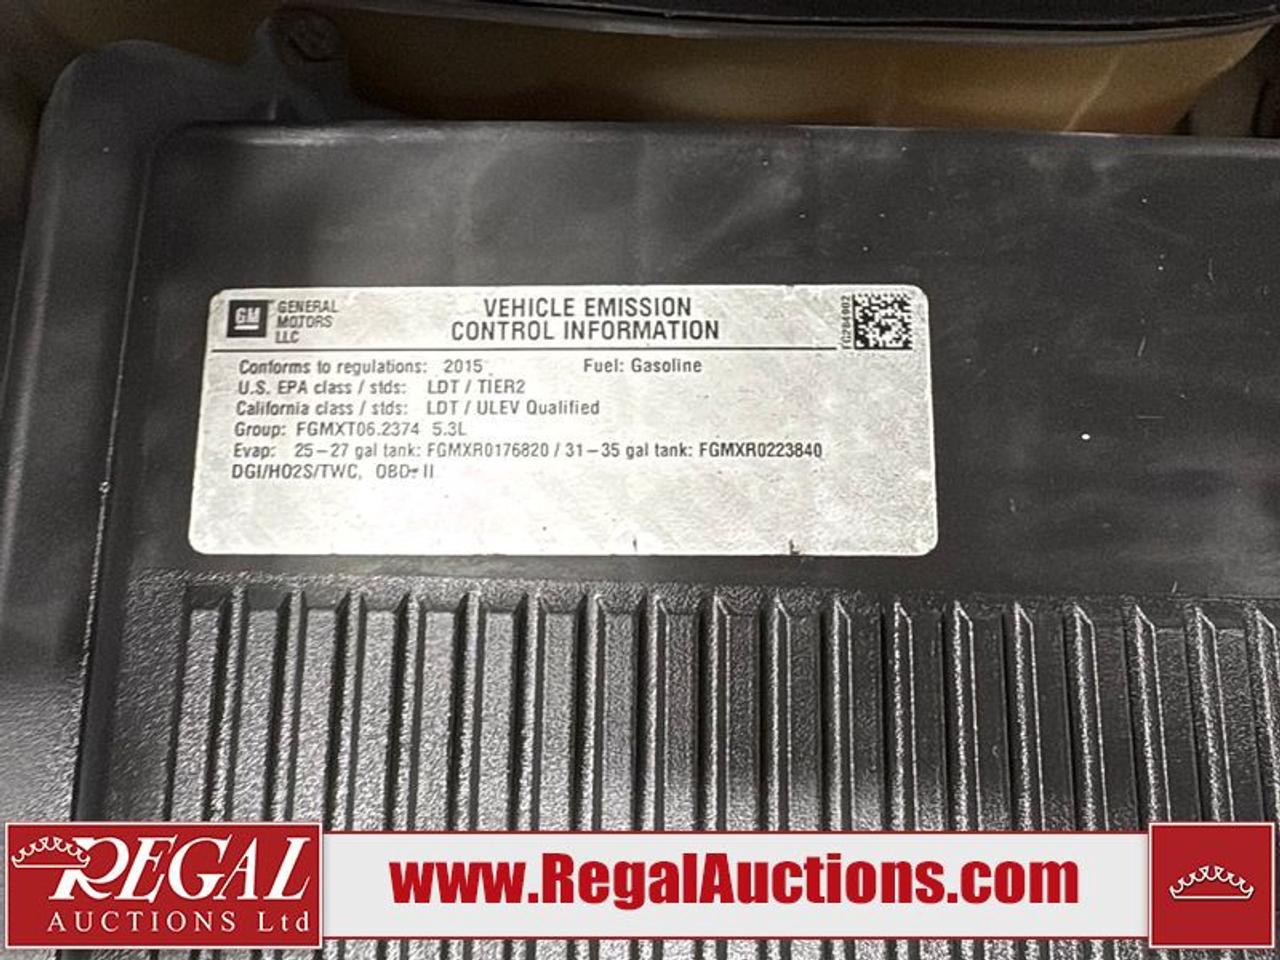 GM GENERAL MOTORS LLC
VEHICLE EMISSION
CONTROL INFORMATION
Conforms to regulations: 2015 Fuel: Gasoline
U.S. EPA class / stds: LDT / TIER2
California class / stds: LDT / ULEV Qualified
Group: FGMXT06.2374 5.3L
Evap: 25-27 gal tank: FGMXR0176820 / 31-35 gal tank: FGMXR0223840
DGI/HO2S/TWC, OBD-II
REGAL
AUCTIONS Ltd
www.RegalAuctions.com